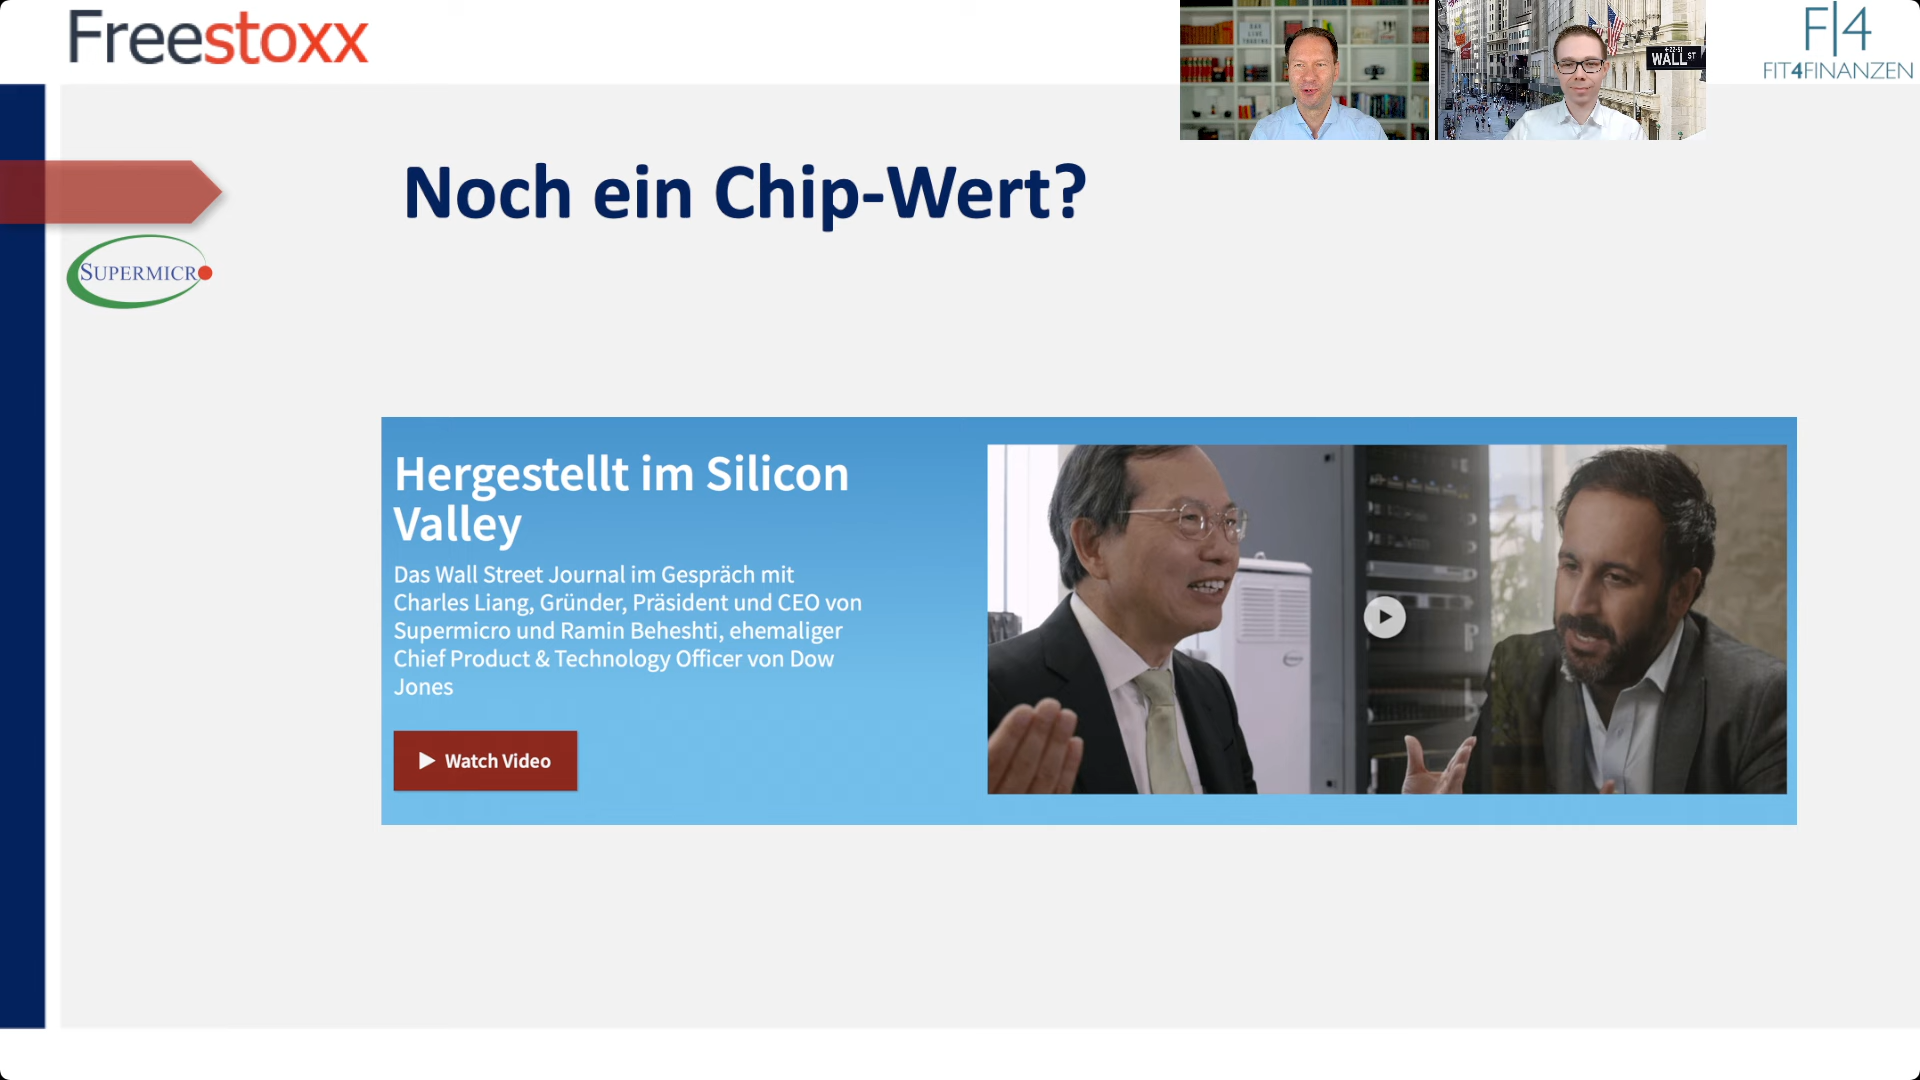 Freestoxx
WALL ST
F|4
FIT4FINANZEN
Noch ein Chip-Wert?
SUPERMICRO
Hergestellt im Silicon
Valley
Das Wall Street Journal im Gespräch mit
Charles Liang, Gründer, Präsident und CEO von
Supermicro und Ramin Beheshti, ehemaliger
Chief Product & Technology Officer von Dow
Jones
Watch Video